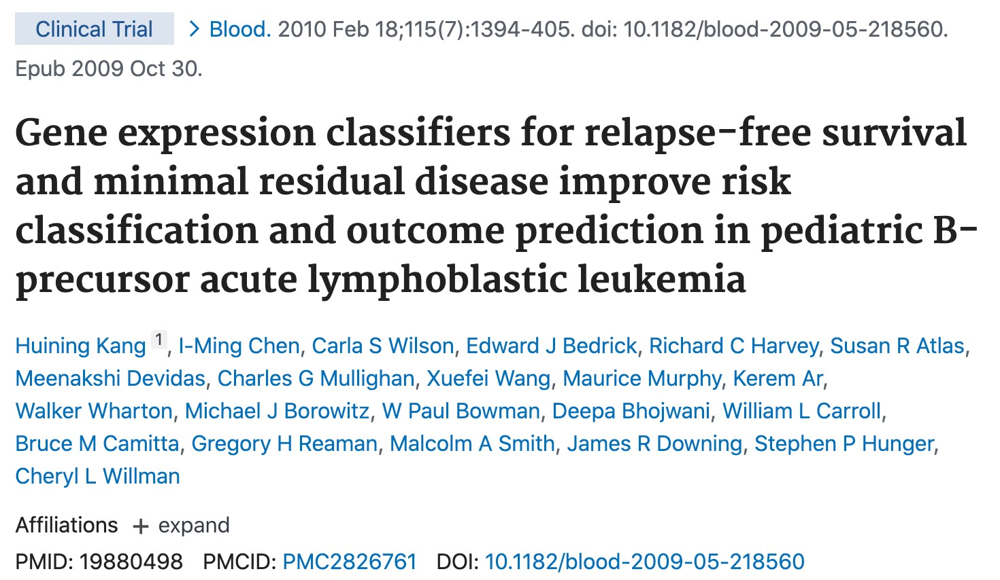 Clinical Trial > Blood. 2010 Feb 18;115(7):1394-405. doi: 10.1182/blood-2009-05-218560.
Epub 2009 Oct 30.
Gene expression classifiers for relapse-free survival
and minimal residual disease improve risk
classification and outcome prediction in pediatric B-
precursor acute lymphoblastic leukemia
Huining Kang 1, I-Ming Chen, Carla S Wilson, Edward J Bedrick, Richard C Harvey, Susan R Atlas,
Meenakshi Devidas, Charles G Mullighan, Xuefei Wang, Maurice Murphy, Kerem Ar,
Walker Wharton, Michael J Borowitz, W Paul Bowman, Deepa Bhojwani, William L Carroll,
Bruce M Camitta, Gregory H Reaman, Malcolm A Smith, James R Downing, Stephen P Hunger,
Cheryl L Willman
Affiliations + expand
PMID: 19880498 PMCID: PMC2826761 DOI: 10.1182/blood-2009-05-218560